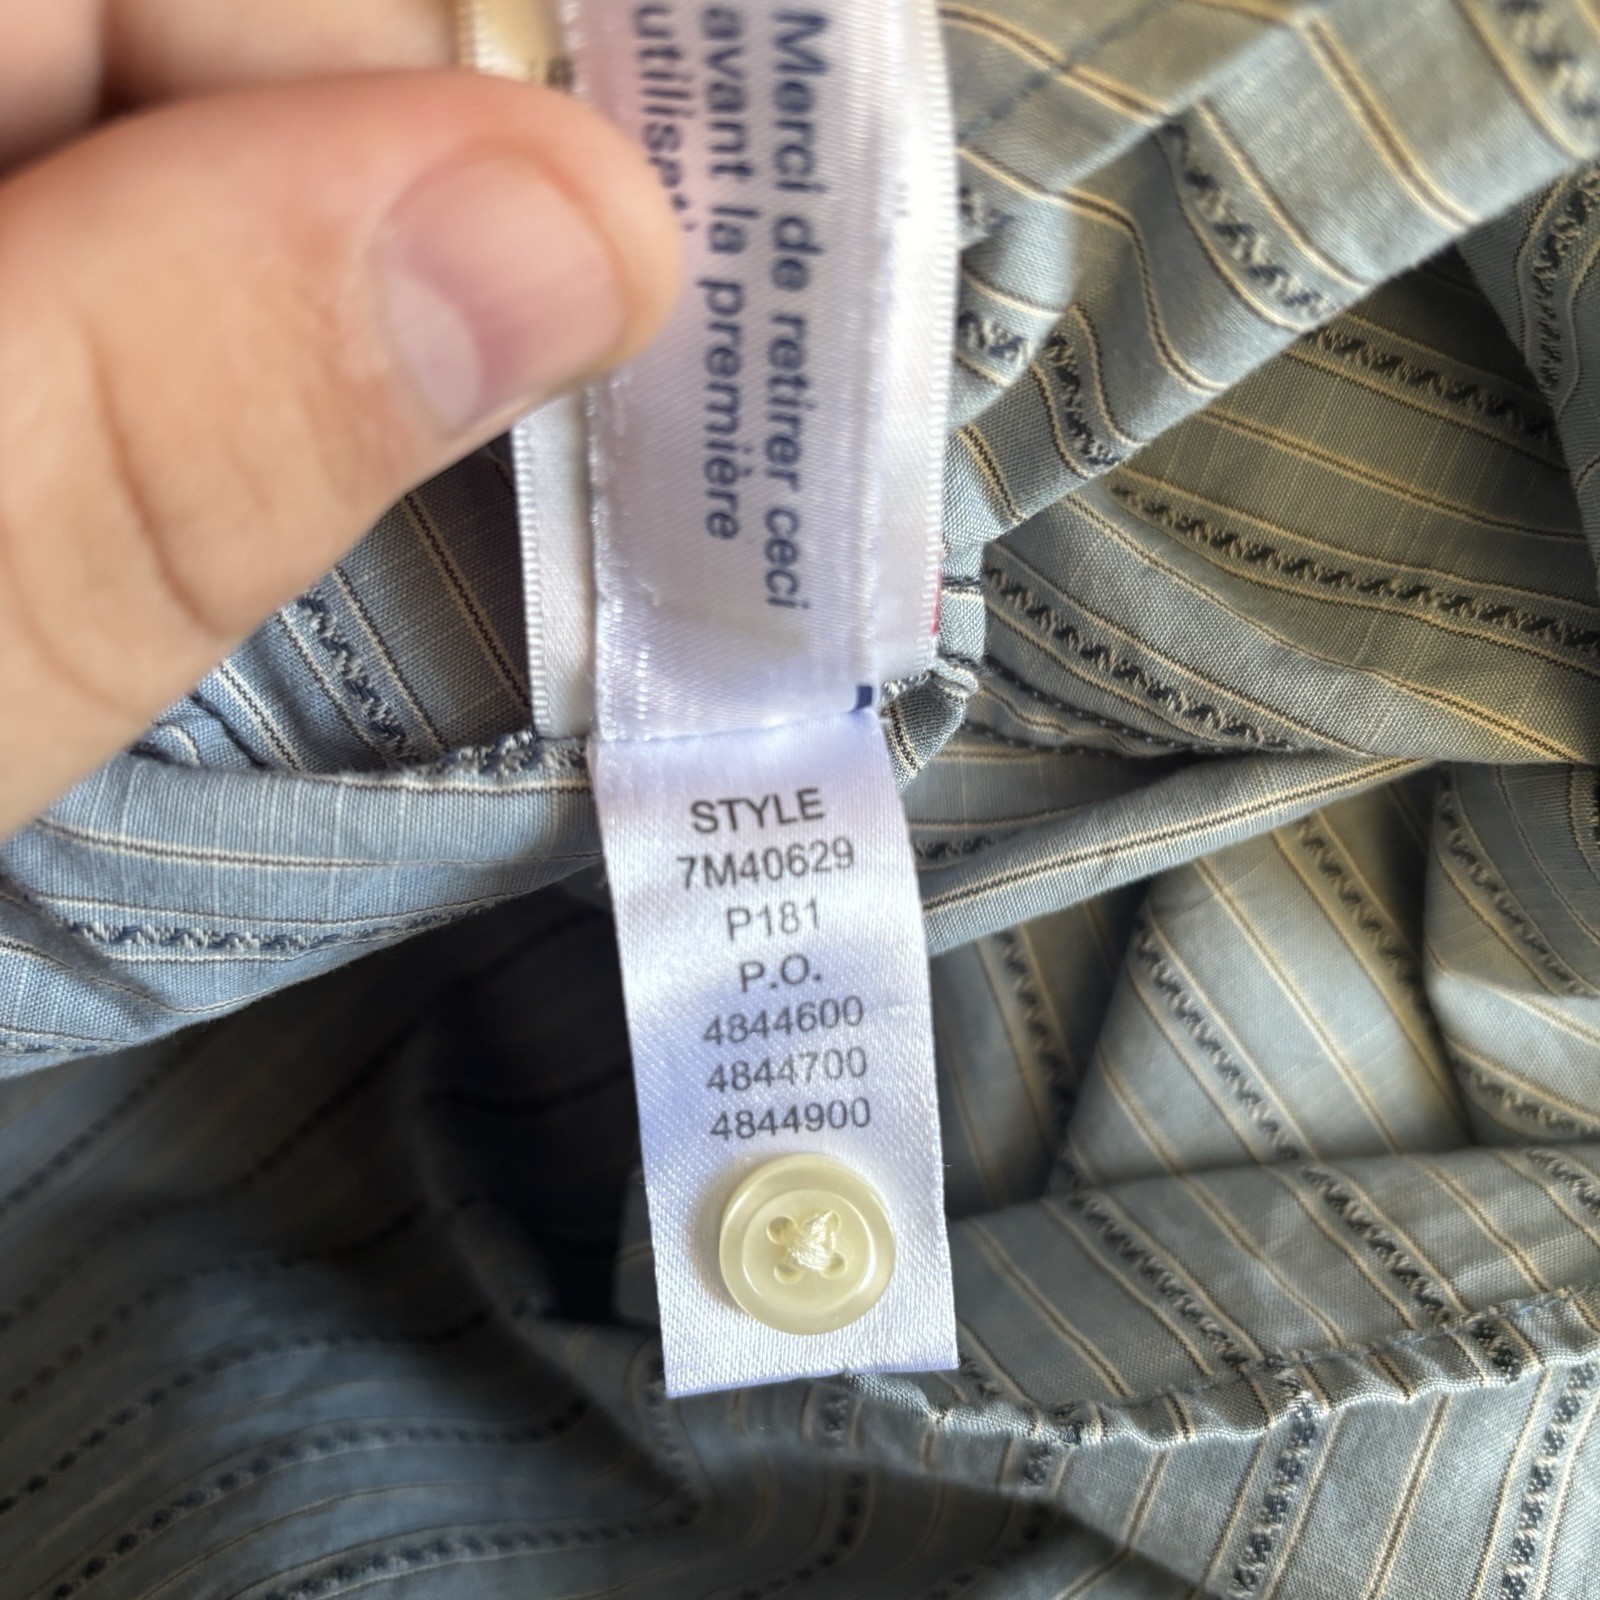 Merci de retirer ceci
avant la première
STYLE
7M40629
P181
P.O.
4844600
4844700
4844900